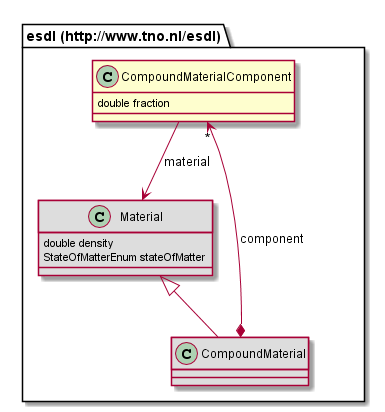 esdl (http://www.tno.nl/esdl)
C CompoundMaterialComponent
double fraction
material
*
C Material
double density
StateOfMatterEnum stateOfMatter
component
C CompoundMaterial